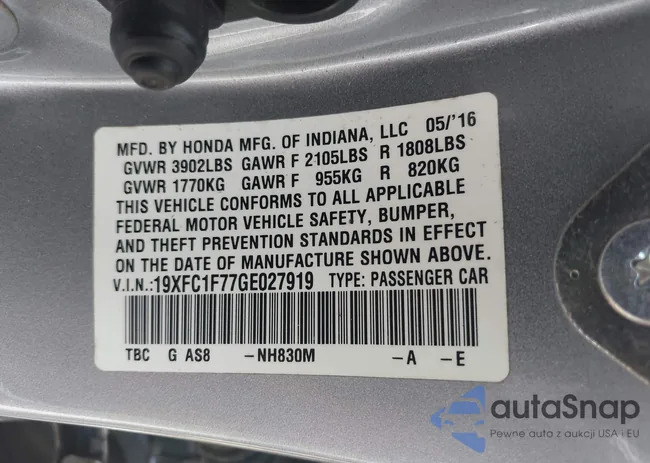 MFD. BY HONDA MFG. OF INDIANA, LLC 05/'16
GVWR 3902LBS GAWR F 2105LBS R 1808LBS
GVWR 1770KG GAWR F 955KG R 820KG
THIS VEHICLE CONFORMS TO ALL APPLICABLE
FEDERAL MOTOR VEHICLE SAFETY, BUMPER,
AND THEFT PREVENTION STANDARDS IN EFFECT
ON THE DATE OF MANUFACTURE SHOWN ABOVE.
V.I.N.:19XFC1F77GE027919 TYPE: PASSENGER CAR
TBC G AS8 -NH830M -A -E
autaSnap
Pewne auta z aukcji USA i EU